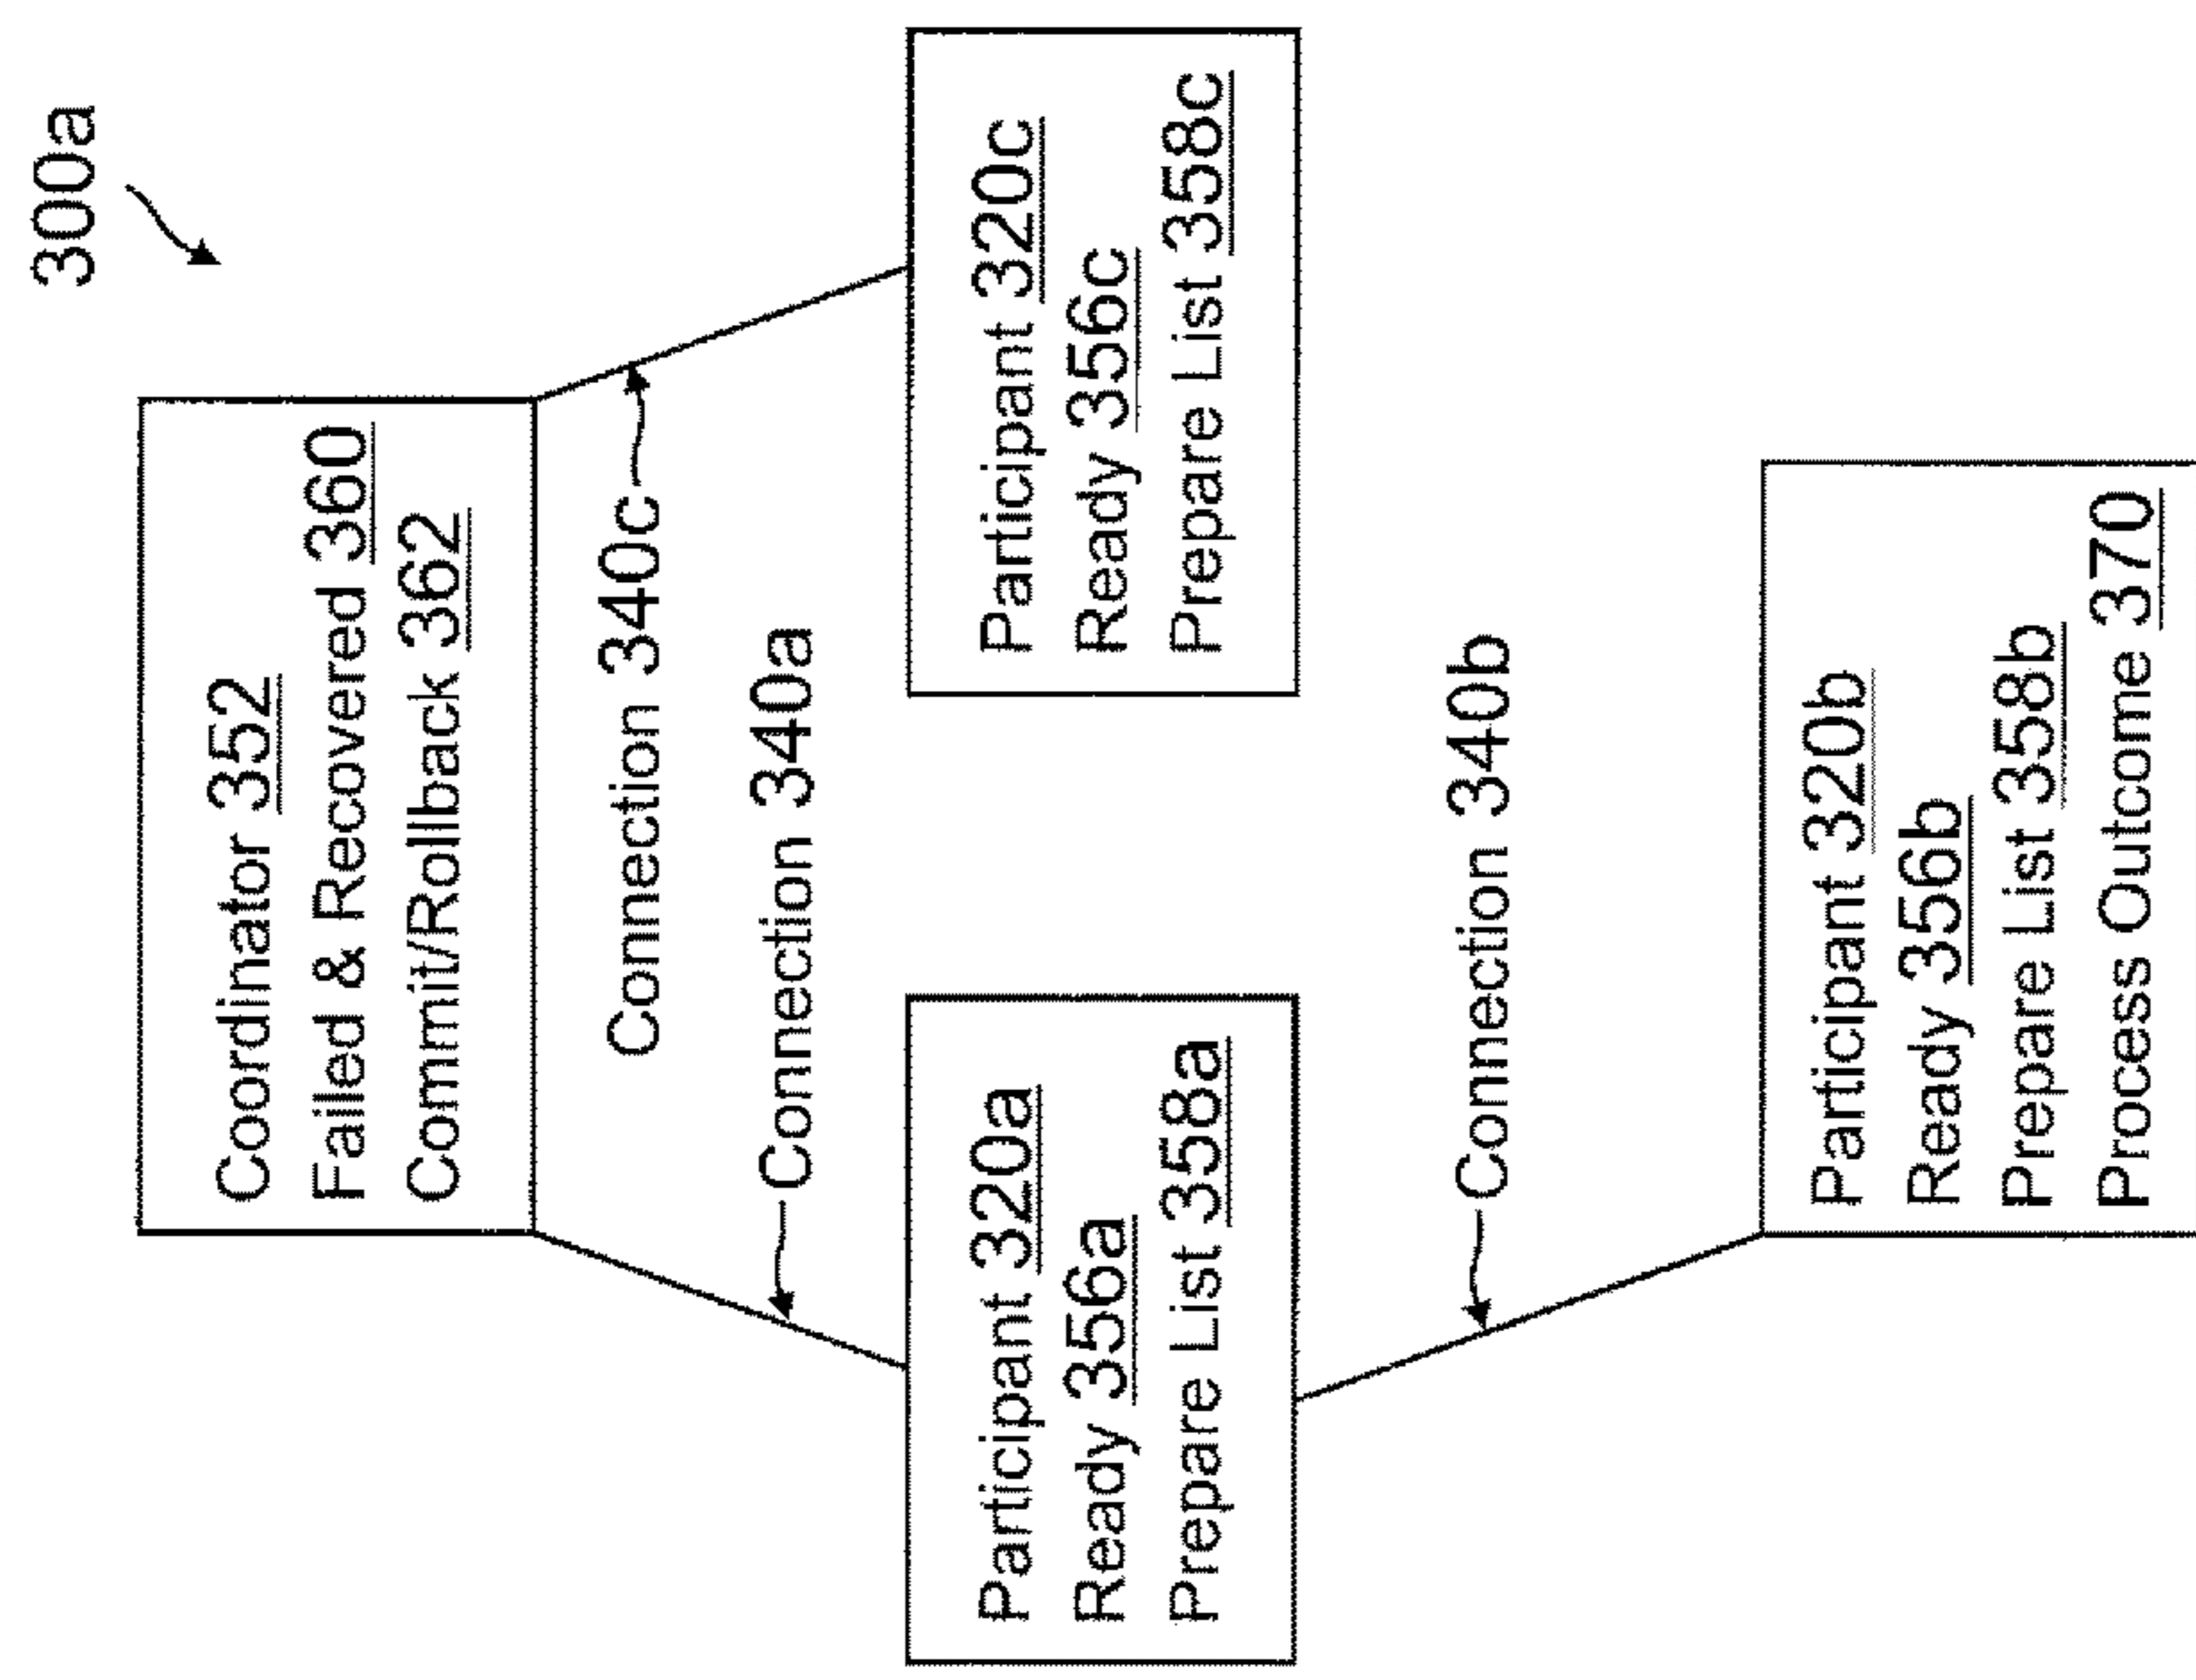 300a
Coordinator 352
Failed & Recovered 360
Commit/Rollback 362
Connection 340c
Connection 340a
Participant 320a
Ready 356a
Prepare List 358a
Participant 320c
Ready 356c
Prepare List 358c
Connection 340b
Participant 320b
Ready 356b
Prepare List 358b
Process Outcome 370